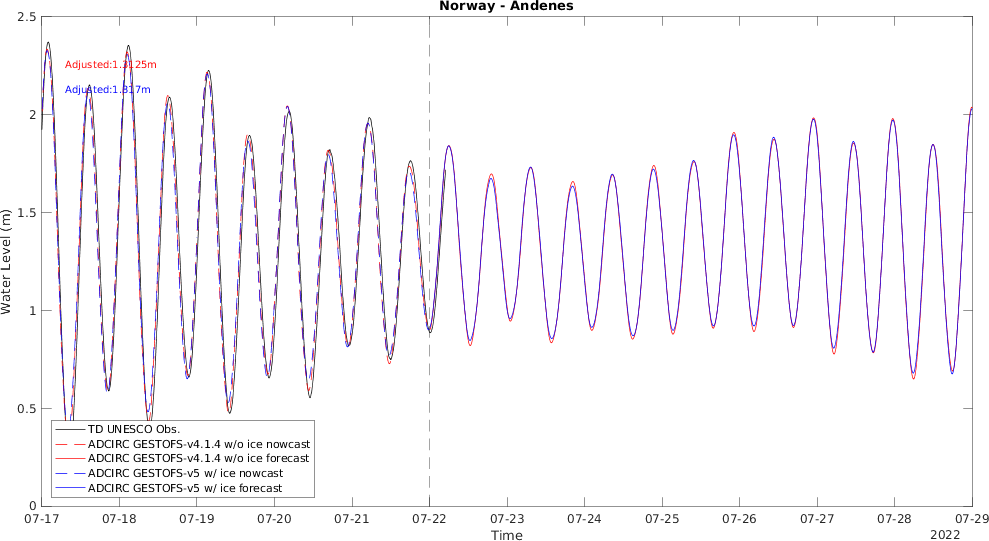 Norway - Andenes
2.5
Adjusted:1.3125m
Adjusted:1.317m
2
1.5
Water Level (m)
1
0.5
TD UNESCO Obs.
ADCIRC GESTOFS-v4.1.4 w/o ice nowcast
ADCIRC GESTOFS-v4.1.4 w/o ice forecast
ADCIRC GESTOFS-v5 w/ ice nowcast
ADCIRC GESTOFS-v5 w/ ice forecast
0
07-17 07-18 07-19 07-20 07-21 07-22 07-23 07-24 07-25 07-26 07-27 07-28 07-29
Time
2022